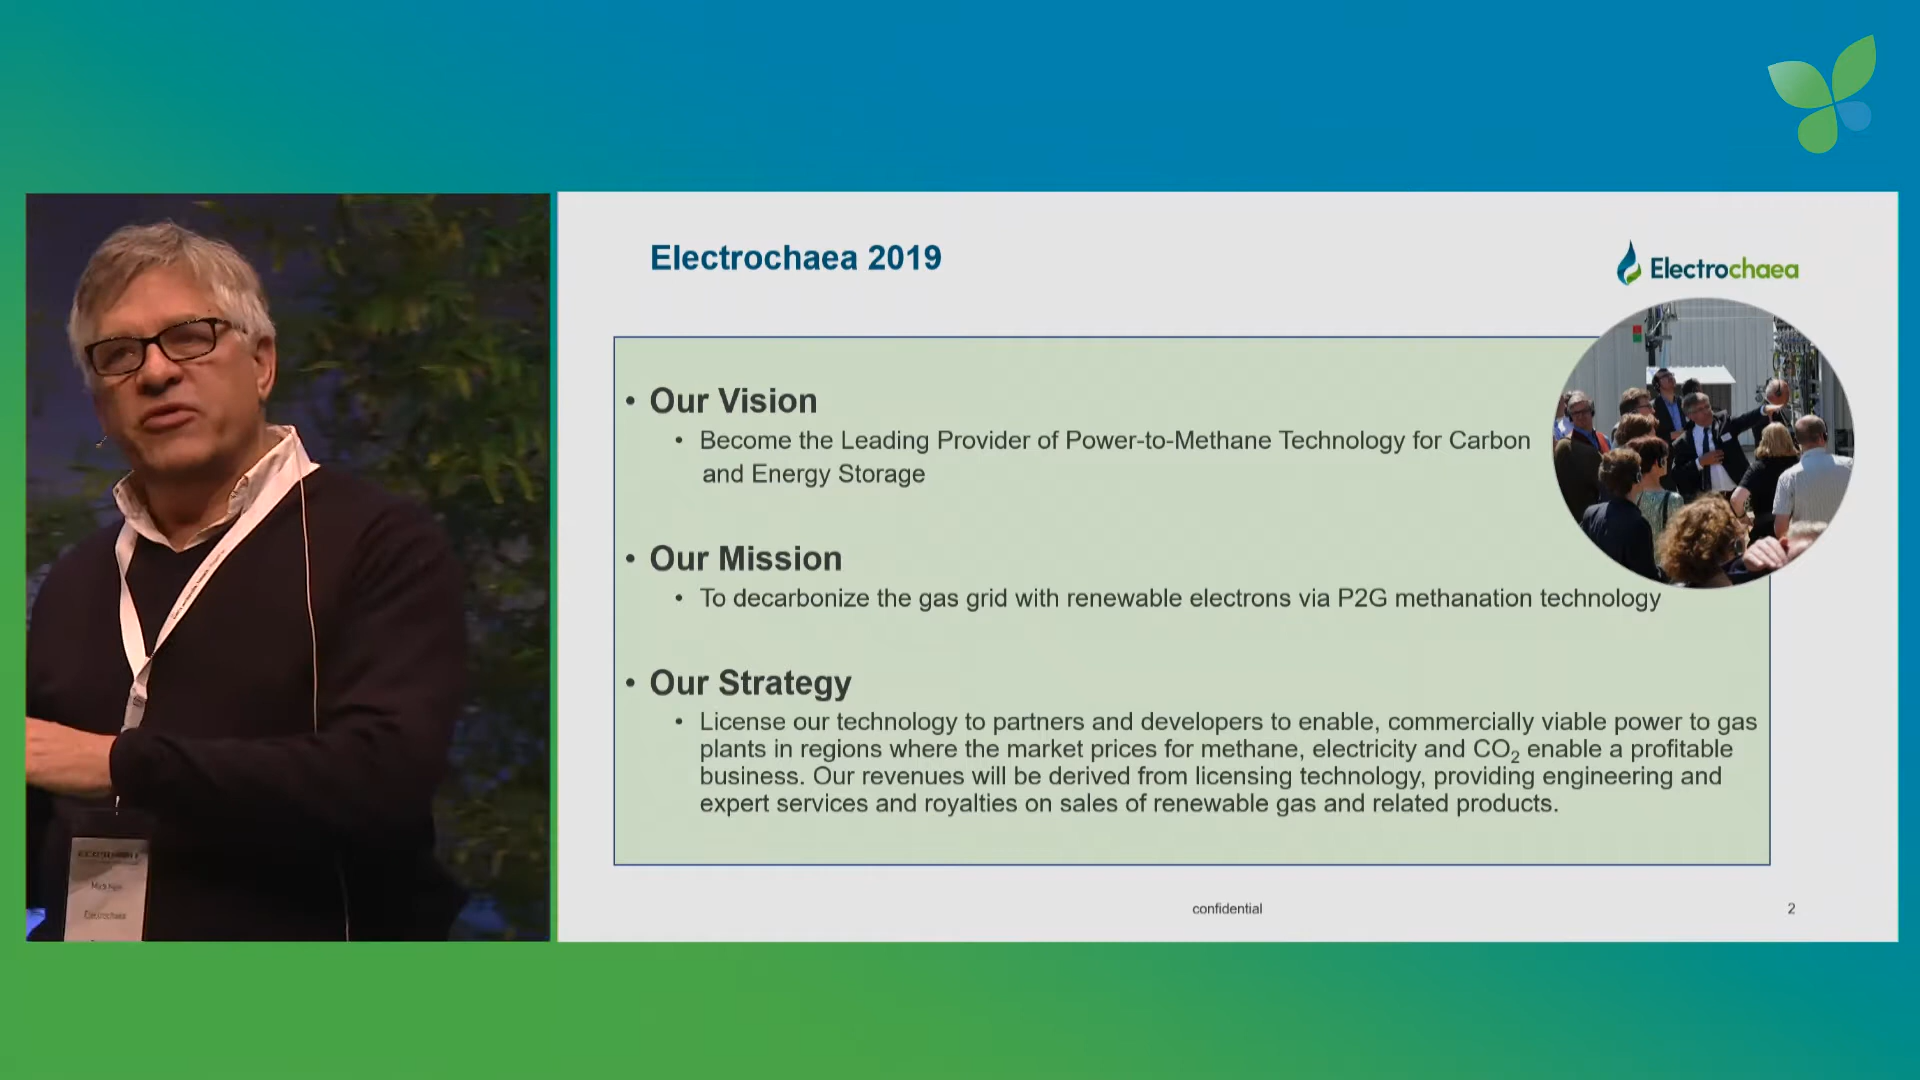 Electrochaea 2019
Electrochaea
• Our Vision
• Become the Leading Provider of Power-to-Methane Technology for Carbon
and Energy Storage
• Our Mission
• To decarbonize the gas grid with renewable electrons via P2G methanation technology
• Our Strategy
• License our technology to partners and developers to enable, commercially viable power to gas
plants in regions where the market prices for methane, electricity and CO₂ enable a profitable
business. Our revenues will be derived from licensing technology, providing engineering and
expert services and royalties on sales of renewable gas and related products.
confidential
2
Electrochaea